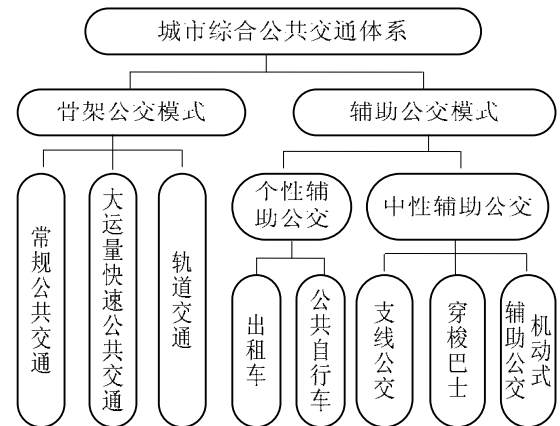 城市综合公共交通体系
骨架公交模式
辅助公交模式
个性辅
助公交
中性辅助公交
常规公共交通
大运量快速公共交通
轨道交通
出租车
公共自行车
支线公交
穿梭巴士
机动式
辅助公交